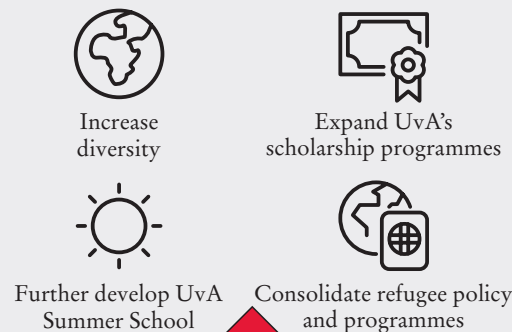 Increase
diversity
Expand UvA's
scholarship programmes
Further develop UvA
Summer School
Consolidate refugee policy
and programmes